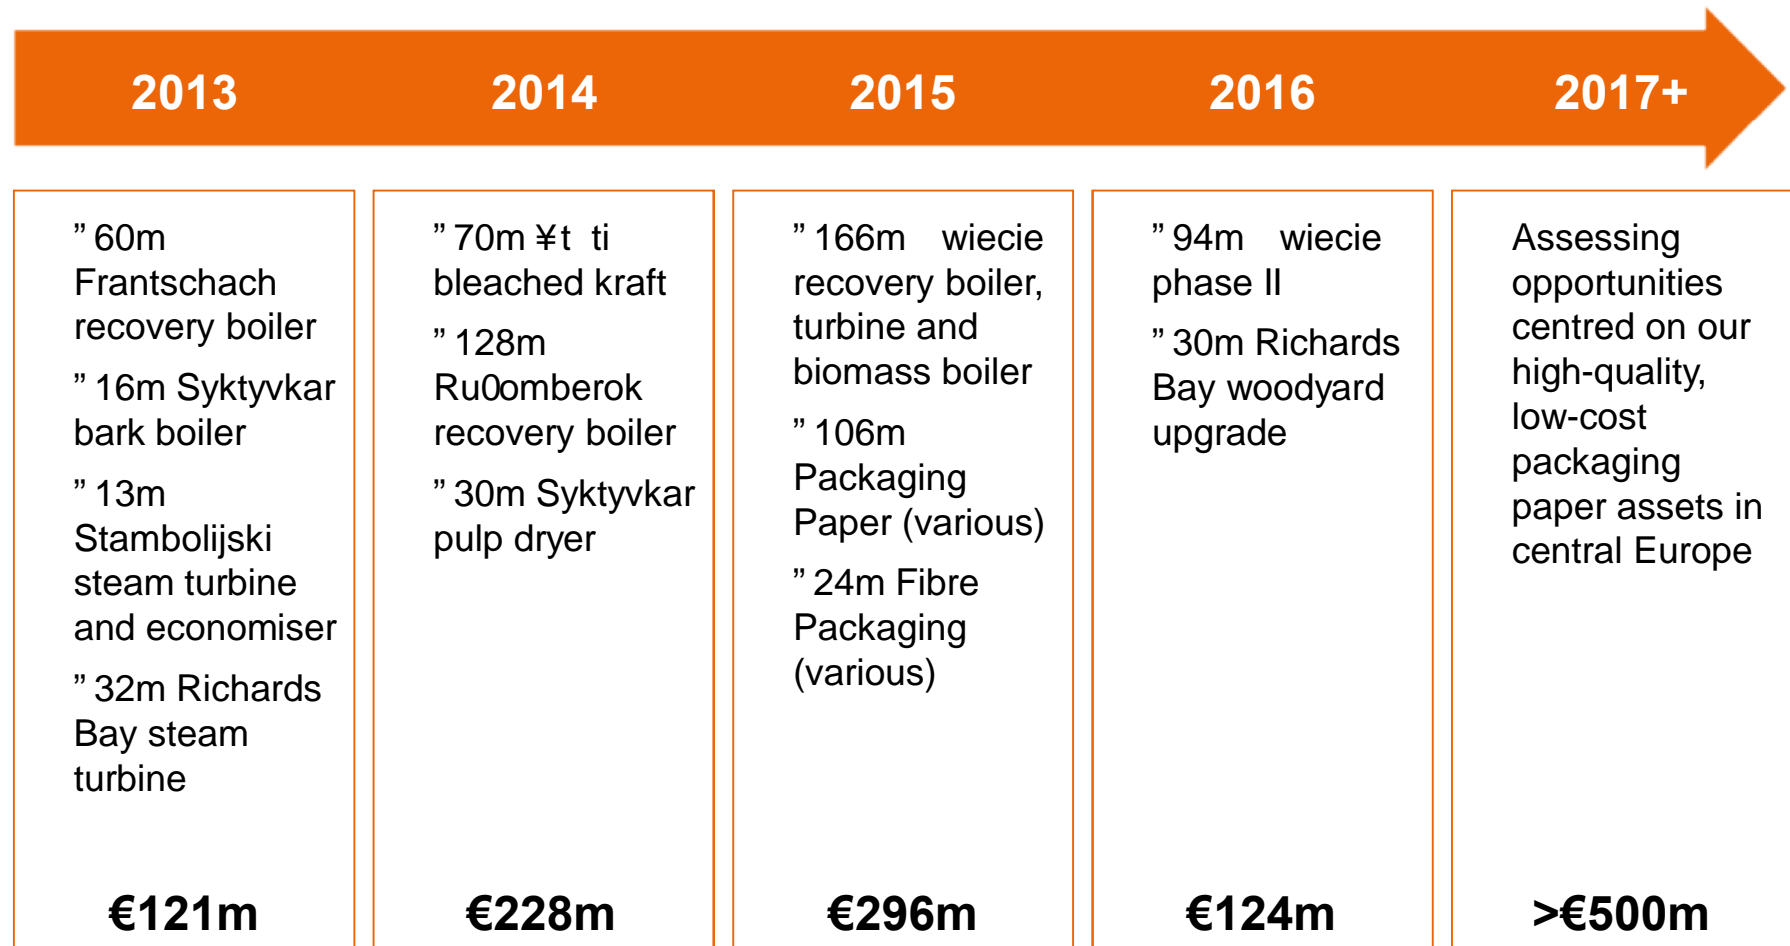 2013 2014 2015 2016 2017+
” 60m
Frantschach
recovery boiler
” 16m Syktyvkar
bark boiler
” 13m
Stambolijski
steam turbine
and economiser
” 32m Richards
Bay steam
turbine
€121m
” 70m ¥t ti
bleached kraft
” 128m
Ru0omberok
recovery boiler
” 30m Syktyvkar
pulp dryer
€228m
” 166m wiecie
recovery boiler,
turbine and
biomass boiler
” 106m
Packaging
Paper (various)
” 24m Fibre
Packaging
(various)
€296m
” 94m wiecie
phase II
” 30m Richards
Bay woodyard
upgrade
€124m
Assessing
opportunities
centred on our
high-quality,
low-cost
packaging
paper assets in
central Europe
>€500m